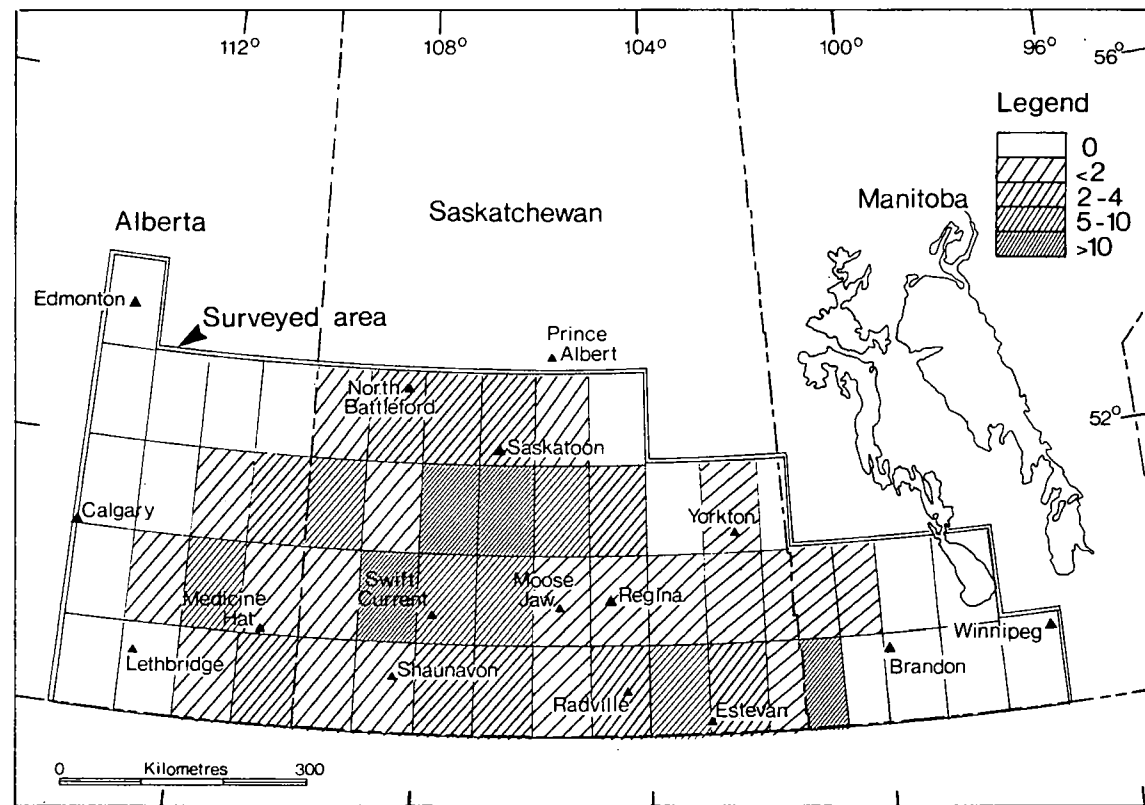 112°
108°
104°
100°
96°
56°
Legend
0
<2
2-4
5-10
>10
Alberta
Saskatchewan
Manitoba
Edmonton
Surveyed area
Prince
Albert
North
Battleford
52°
Saskatoon
Calgary
Yorkton
Medicine
Hat
Swift
Current
Moose
Jaw
Regina
Winnipeg
Lethbridge
Shaunavon
Brandon
Radville
Estevan
0 Kilometres 300